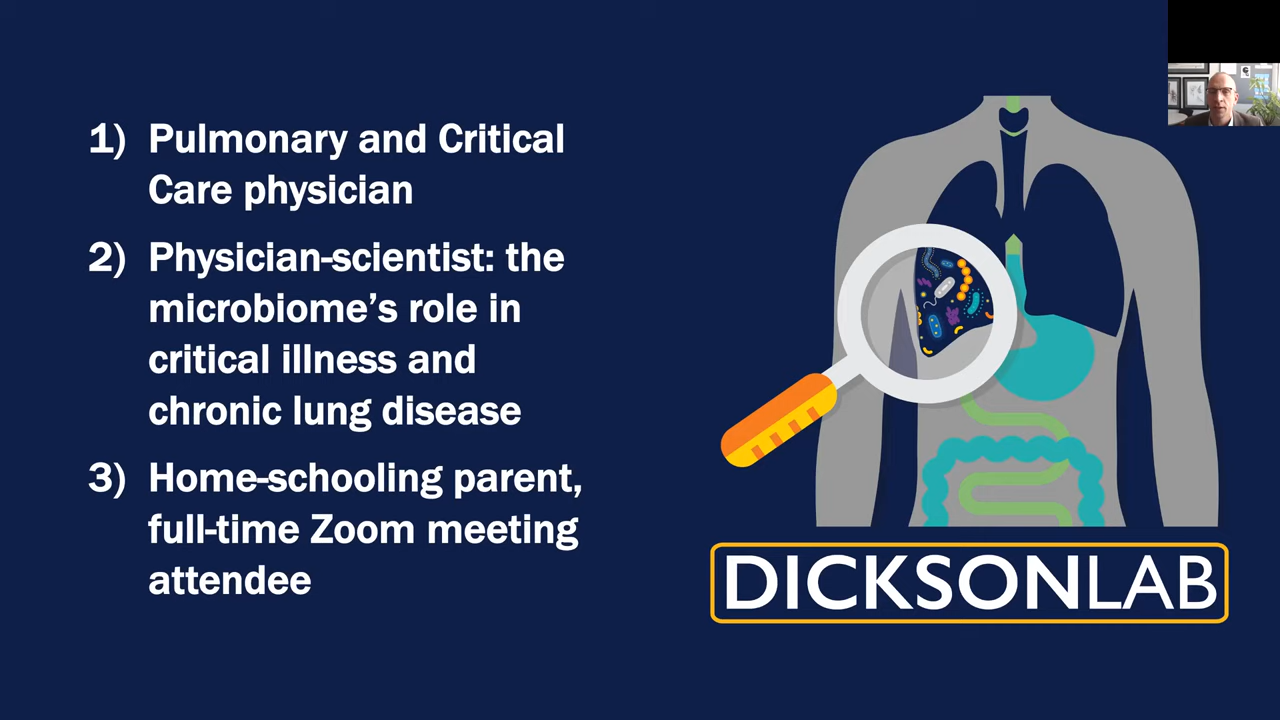 1) Pulmonary and Critical
Care physician
2) Physician-scientist: the
microbiome’s role in
critical illness and
chronic lung disease
3) Home-schooling parent,
full-time Zoom meeting
attendee
DICKSONLAB